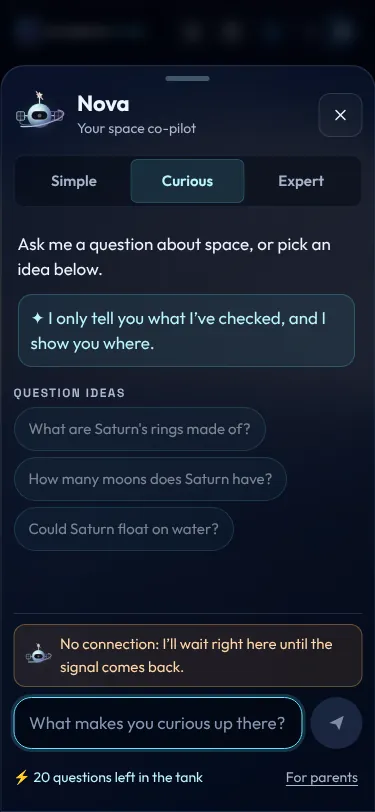 Nova
Your space co-pilot
Simple
Curious
Expert
Ask me a question about space, or pick an
idea below.
✦ I only tell you what I’ve checked, and I
show you where.
QUESTION IDEAS
What are Saturn's rings made of?
How many moons does Saturn have?
Could Saturn float on water?
No connection: I’ll wait right here until the
signal comes back.
What makes you curious up there?
⚡ 20 questions left in the tank
For parents